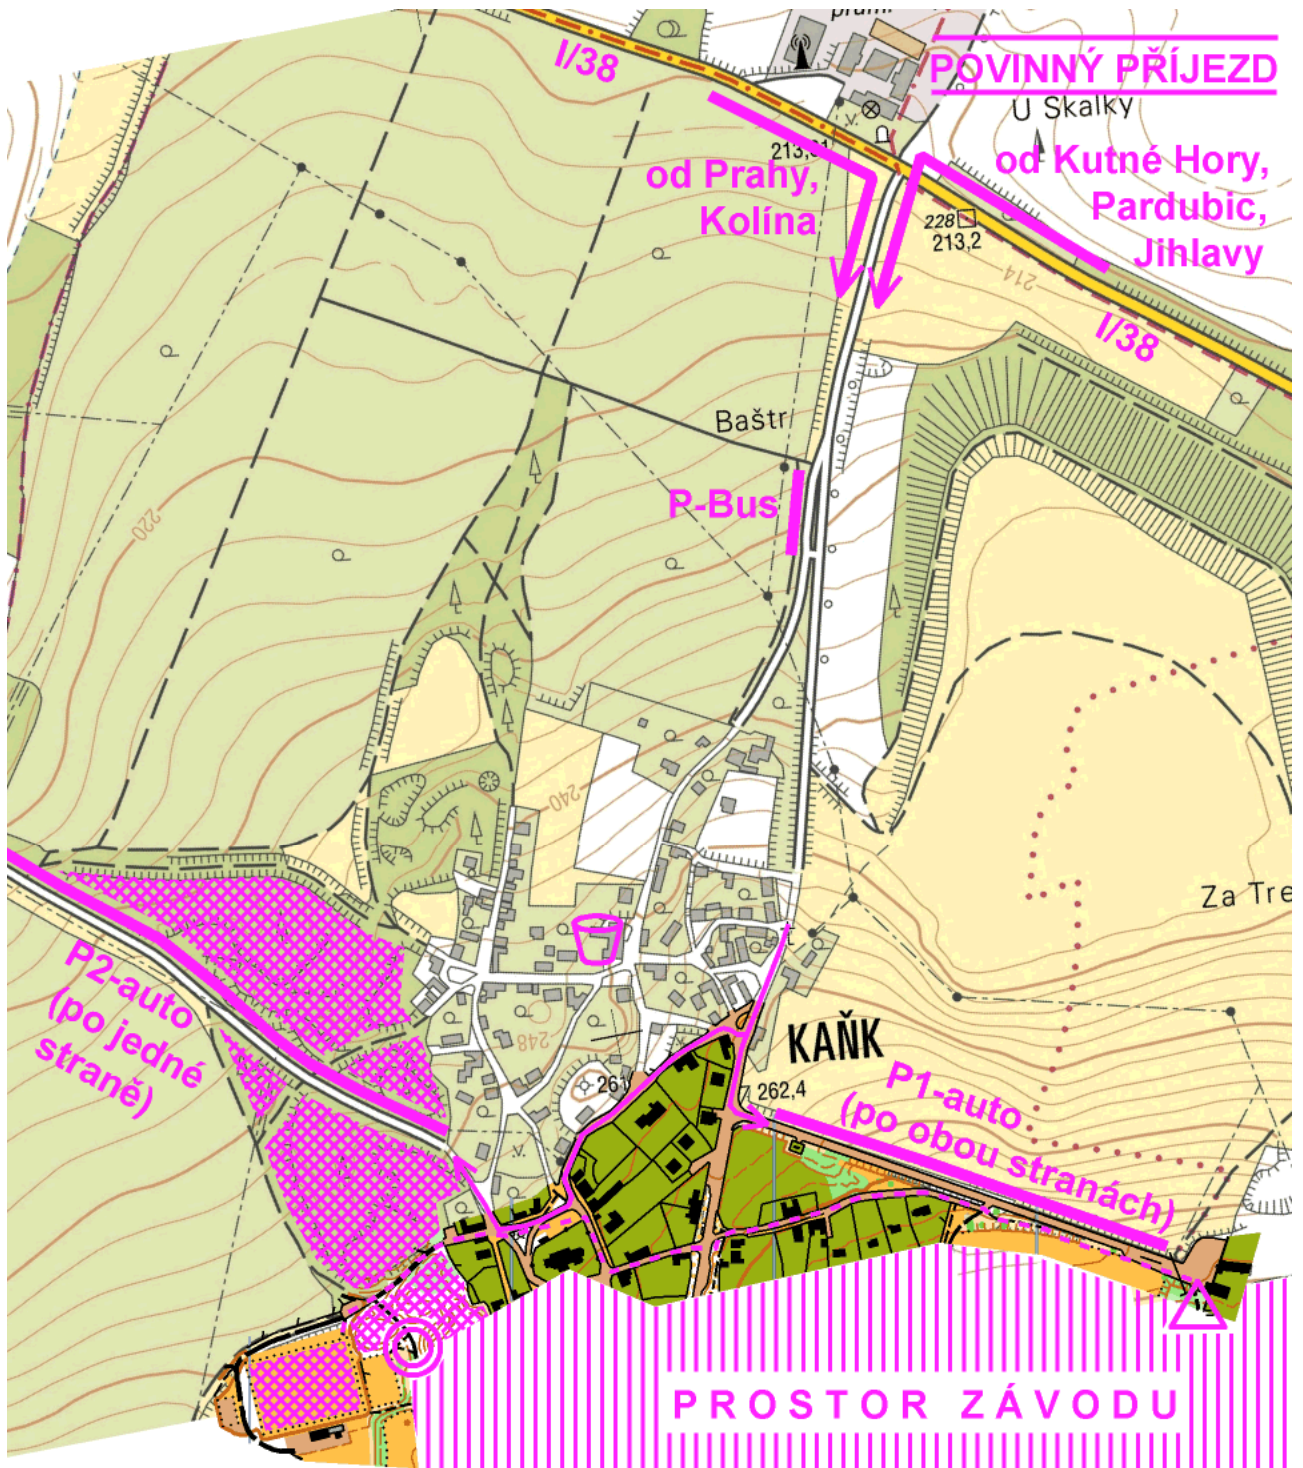 I/38
POVINNÝ PŘÍJEZD
U Skalky
213,31
od Prahy,
Kolína
od Kutné Hory,
Pardubic,
Jihlavy
228
213,2
214
I/38
Baštr
P-Bus
220
240
Za Tre
P2-auto
(po jedné
straně)
248
261
KAŇK
262,4
P1-auto
(po obou stranách)
PROSTOR ZÁVODU